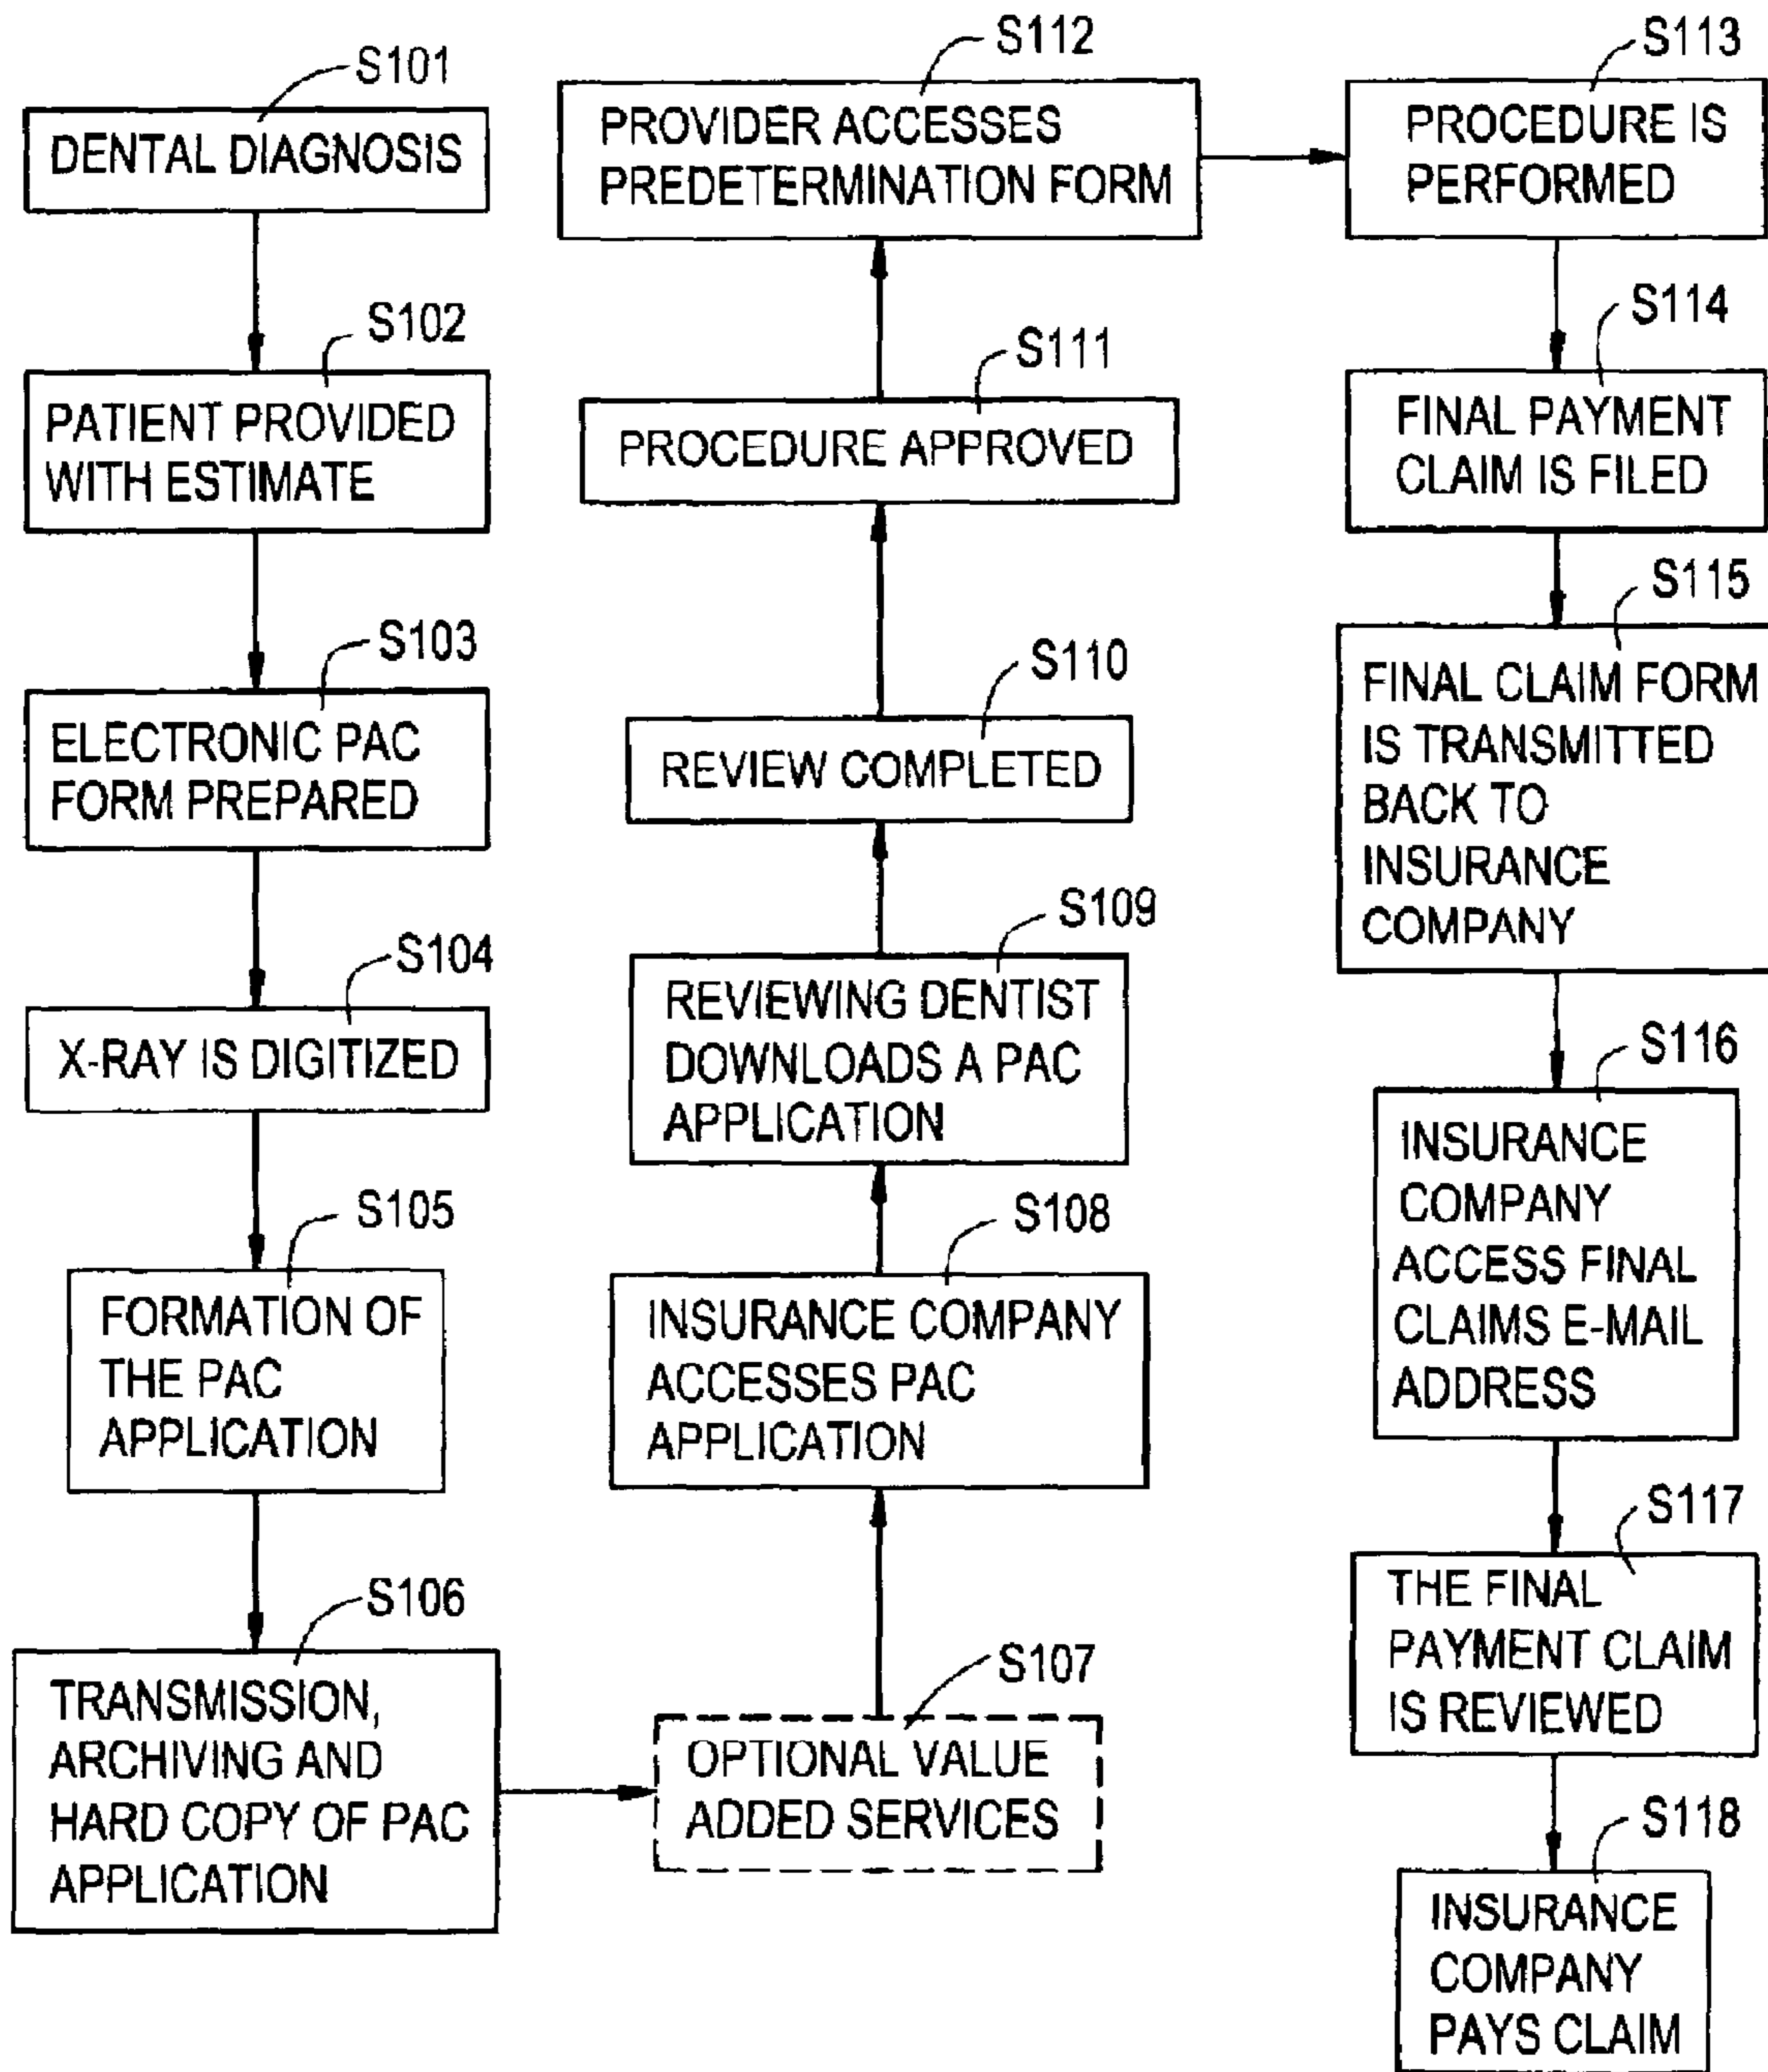 S101
DENTAL DIAGNOSIS
S102
PATIENT PROVIDED
WITH ESTIMATE
S103
ELECTRONIC PAC
FORM PREPARED
S104
X-RAY IS DIGITIZED
S105
FORMATION OF
THE PAC
APPLICATION
S106
TRANSMISSION,
ARCHIVING AND
HARD COPY OF PAC
APPLICATION
S107
OPTIONAL VALUE
ADDED SERVICES
S108
INSURANCE COMPANY
ACCESSES PAC
APPLICATION
S109
REVIEWING DENTIST
DOWNLOADS A PAC
APPLICATION
S110
REVIEW COMPLETED
S111
PROCEDURE APPROVED
S112
PROVIDER ACCESSES
PREDETERMINATION FORM
S113
PROCEDURE IS
PERFORMED
S114
FINAL PAYMENT
CLAIM IS FILED
S115
FINAL CLAIM FORM
IS TRANSMITTED
BACK TO
INSURANCE
COMPANY
S116
INSURANCE
COMPANY
ACCESS FINAL
CLAIMS E-MAIL
ADDRESS
S117
THE FINAL
PAYMENT CLAIM
IS REVIEWED
S118
INSURANCE
COMPANY
PAYS CLAIM